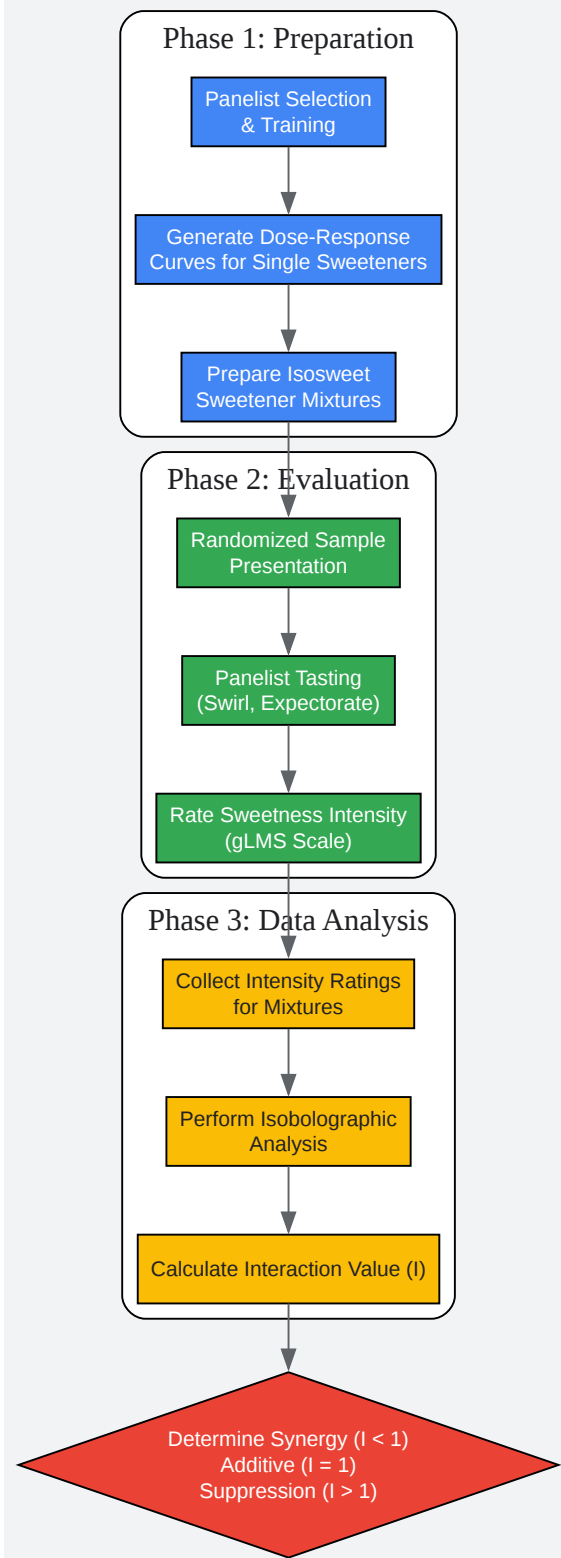 Phase 1: Preparation
Panelist Selection
& Training
Generate Dose-Response
Curves for Single Sweeteners
Prepare Isosweet
Sweetener Mixtures
Phase 2: Evaluation
Randomized Sample
Presentation
Panelist Tasting
(Swirl, Expectorate)
Rate Sweetness Intensity
(gLMS Scale)
Phase 3: Data Analysis
Collect Intensity Ratings
for Mixtures
Perform Isobolographic
Analysis
Calculate Interaction Value (I)
Determine Synergy (I < 1)
Additive (I = 1)
Suppression (I > 1)